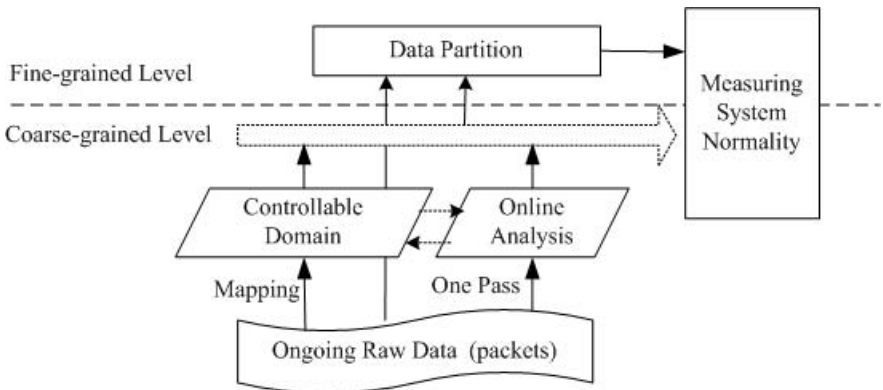 Data Partition
Fine-grained Level
Measuring
System
Normality
Coarse-grained Level
Controllable
Domain
Online
Analysis
Mapping
One Pass
Ongoing Raw Data (packets)